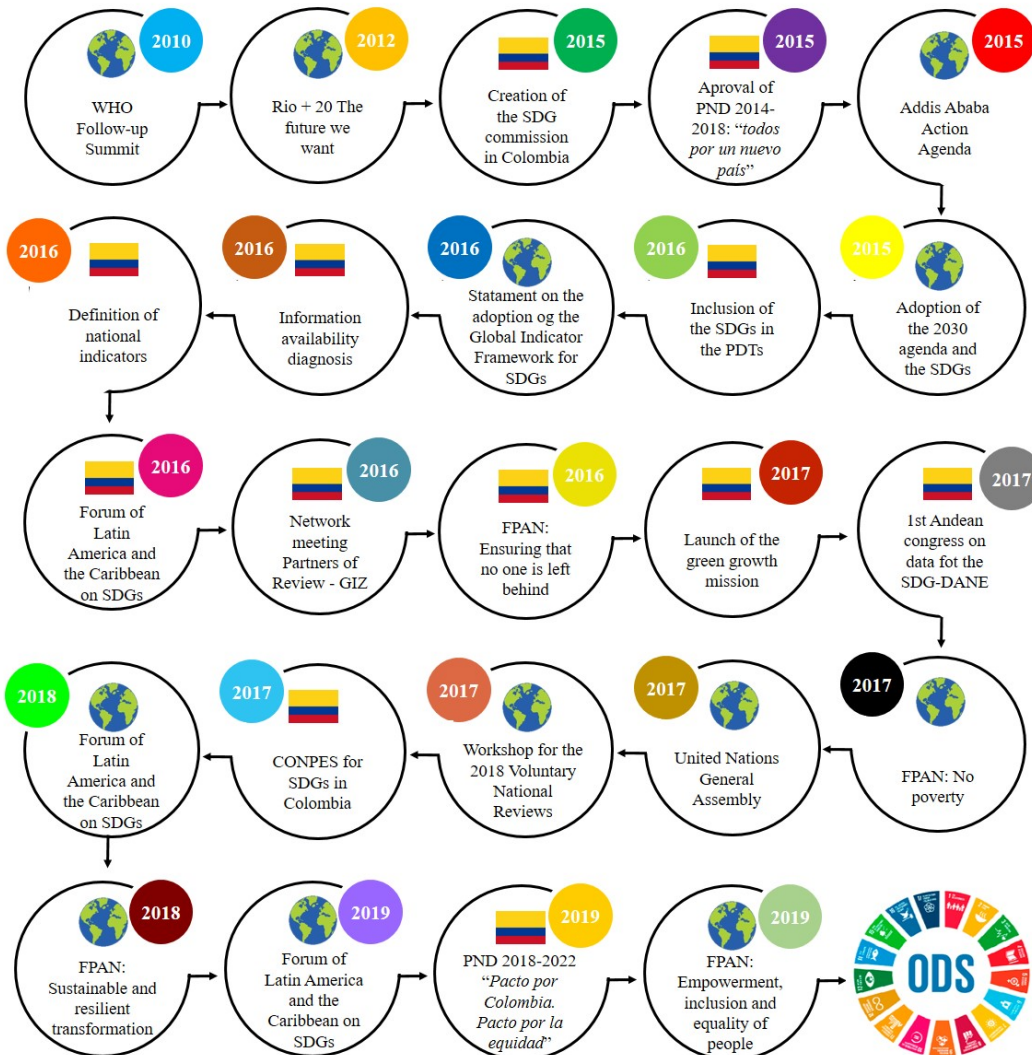 2010
WHO
Follow-up
Summit
2012
Rio + 20 The
future we
want
2015
Creation of
the SDG
commission
in Colombia
2015
Aproval of
PND 2014-
2018: “todos
por un nuevo
país”
2015
Addis Ababa
Action
Agenda
2015
Adoption of
the 2030
agenda and
the SDGs
2016
Inclusion of
the SDGs in
the PDTs
2016
Statament on the
adoption og the
Global Indicator
Framework for
SDGs
2016
Information
availability
diagnosis
2016
Definition of
national
indicators
2016
Forum of
Latin
America and
the Caribbean
on SDGs
2016
Network
meeting
Partners of
Review - GIZ
2016
FPAN:
Ensuring that
no one is left
behind
2017
Launch of the
green growth
mission
2017
1st Andean
congress on
data fot the
SDG-DANE
2017
FPAN: No
poverty
2017
United Nations
General
Assembly
2017
Workshop for the
2018 Voluntary
National
Reviews
2017
CONPES for
SDGs in
Colombia
2018
Forum of
Latin
America and
the Caribbean
on SDGs
2018
FPAN:
Sustainable and
resilient
transformation
2019
Forum of
Latin America
and the
Caribbean on
SDGs
2019
PND 2018-2022
“Pacto por
Colombia.
Pacto por la
equidad”
2019
FPAN:
Empowerment,
inclusion and
equality of
people
ODS